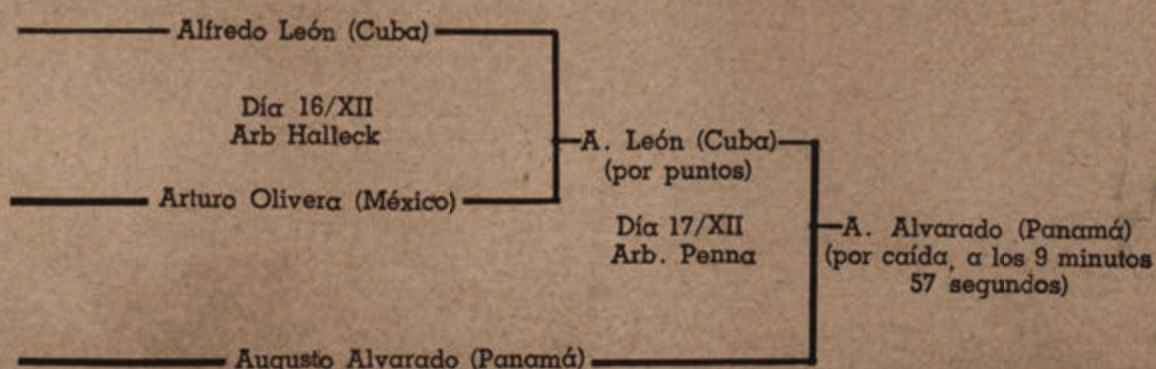 Alfredo León (Cuba)
Día 16/XII
Arb Halleck
Arturo Olivera (México)
A. León (Cuba)
(por puntos)
Día 17/XII
Arb. Penna
A. Alvarado (Panamá)
(por caída, a los 9 minutos
57 segundos)
Augusto Alvarado (Panamá)